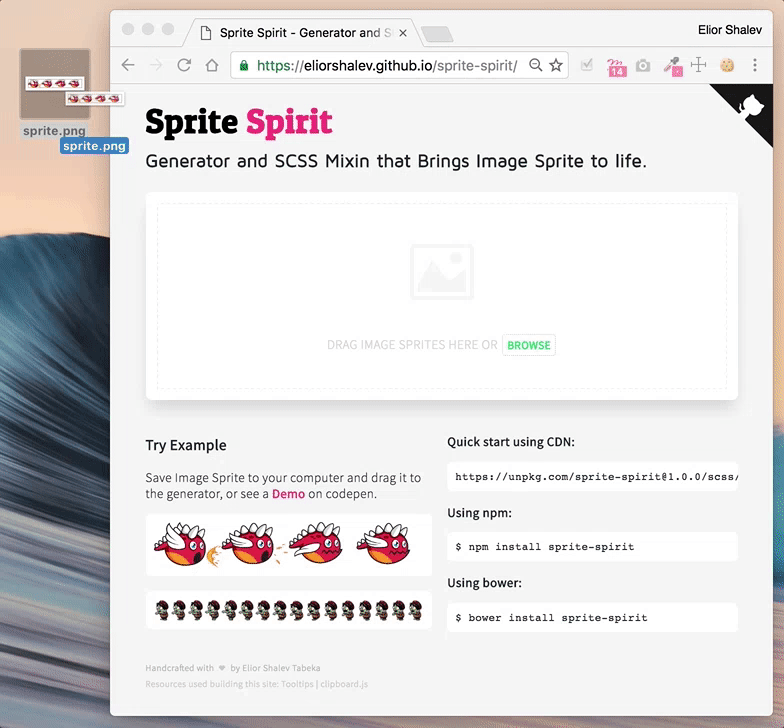 Sprite Spirit - Generator and S
Elior Shalev
https://eliorshalev.github.io/sprite-spirit/
14
sprite.png
sprite.png
Sprite Spirit
Generator and SCSS Mixin that Brings Image Sprite to life.
DRAG IMAGE SPRITES HERE OR BROWSE
Try Example
Save Image Sprite to your computer and drag it to
the generator, or see a Demo on codepen.
Quick start using CDN:
https://unpkg.com/sprite-spirit@1.0.0/scss/
Using npm:
$ npm install sprite-spirit
Using bower:
$ bower install sprite-spirit
Handcrafted with ♥ by Elior Shalev Tabeka
Resources used building this site: Tooltips | clipboard.js